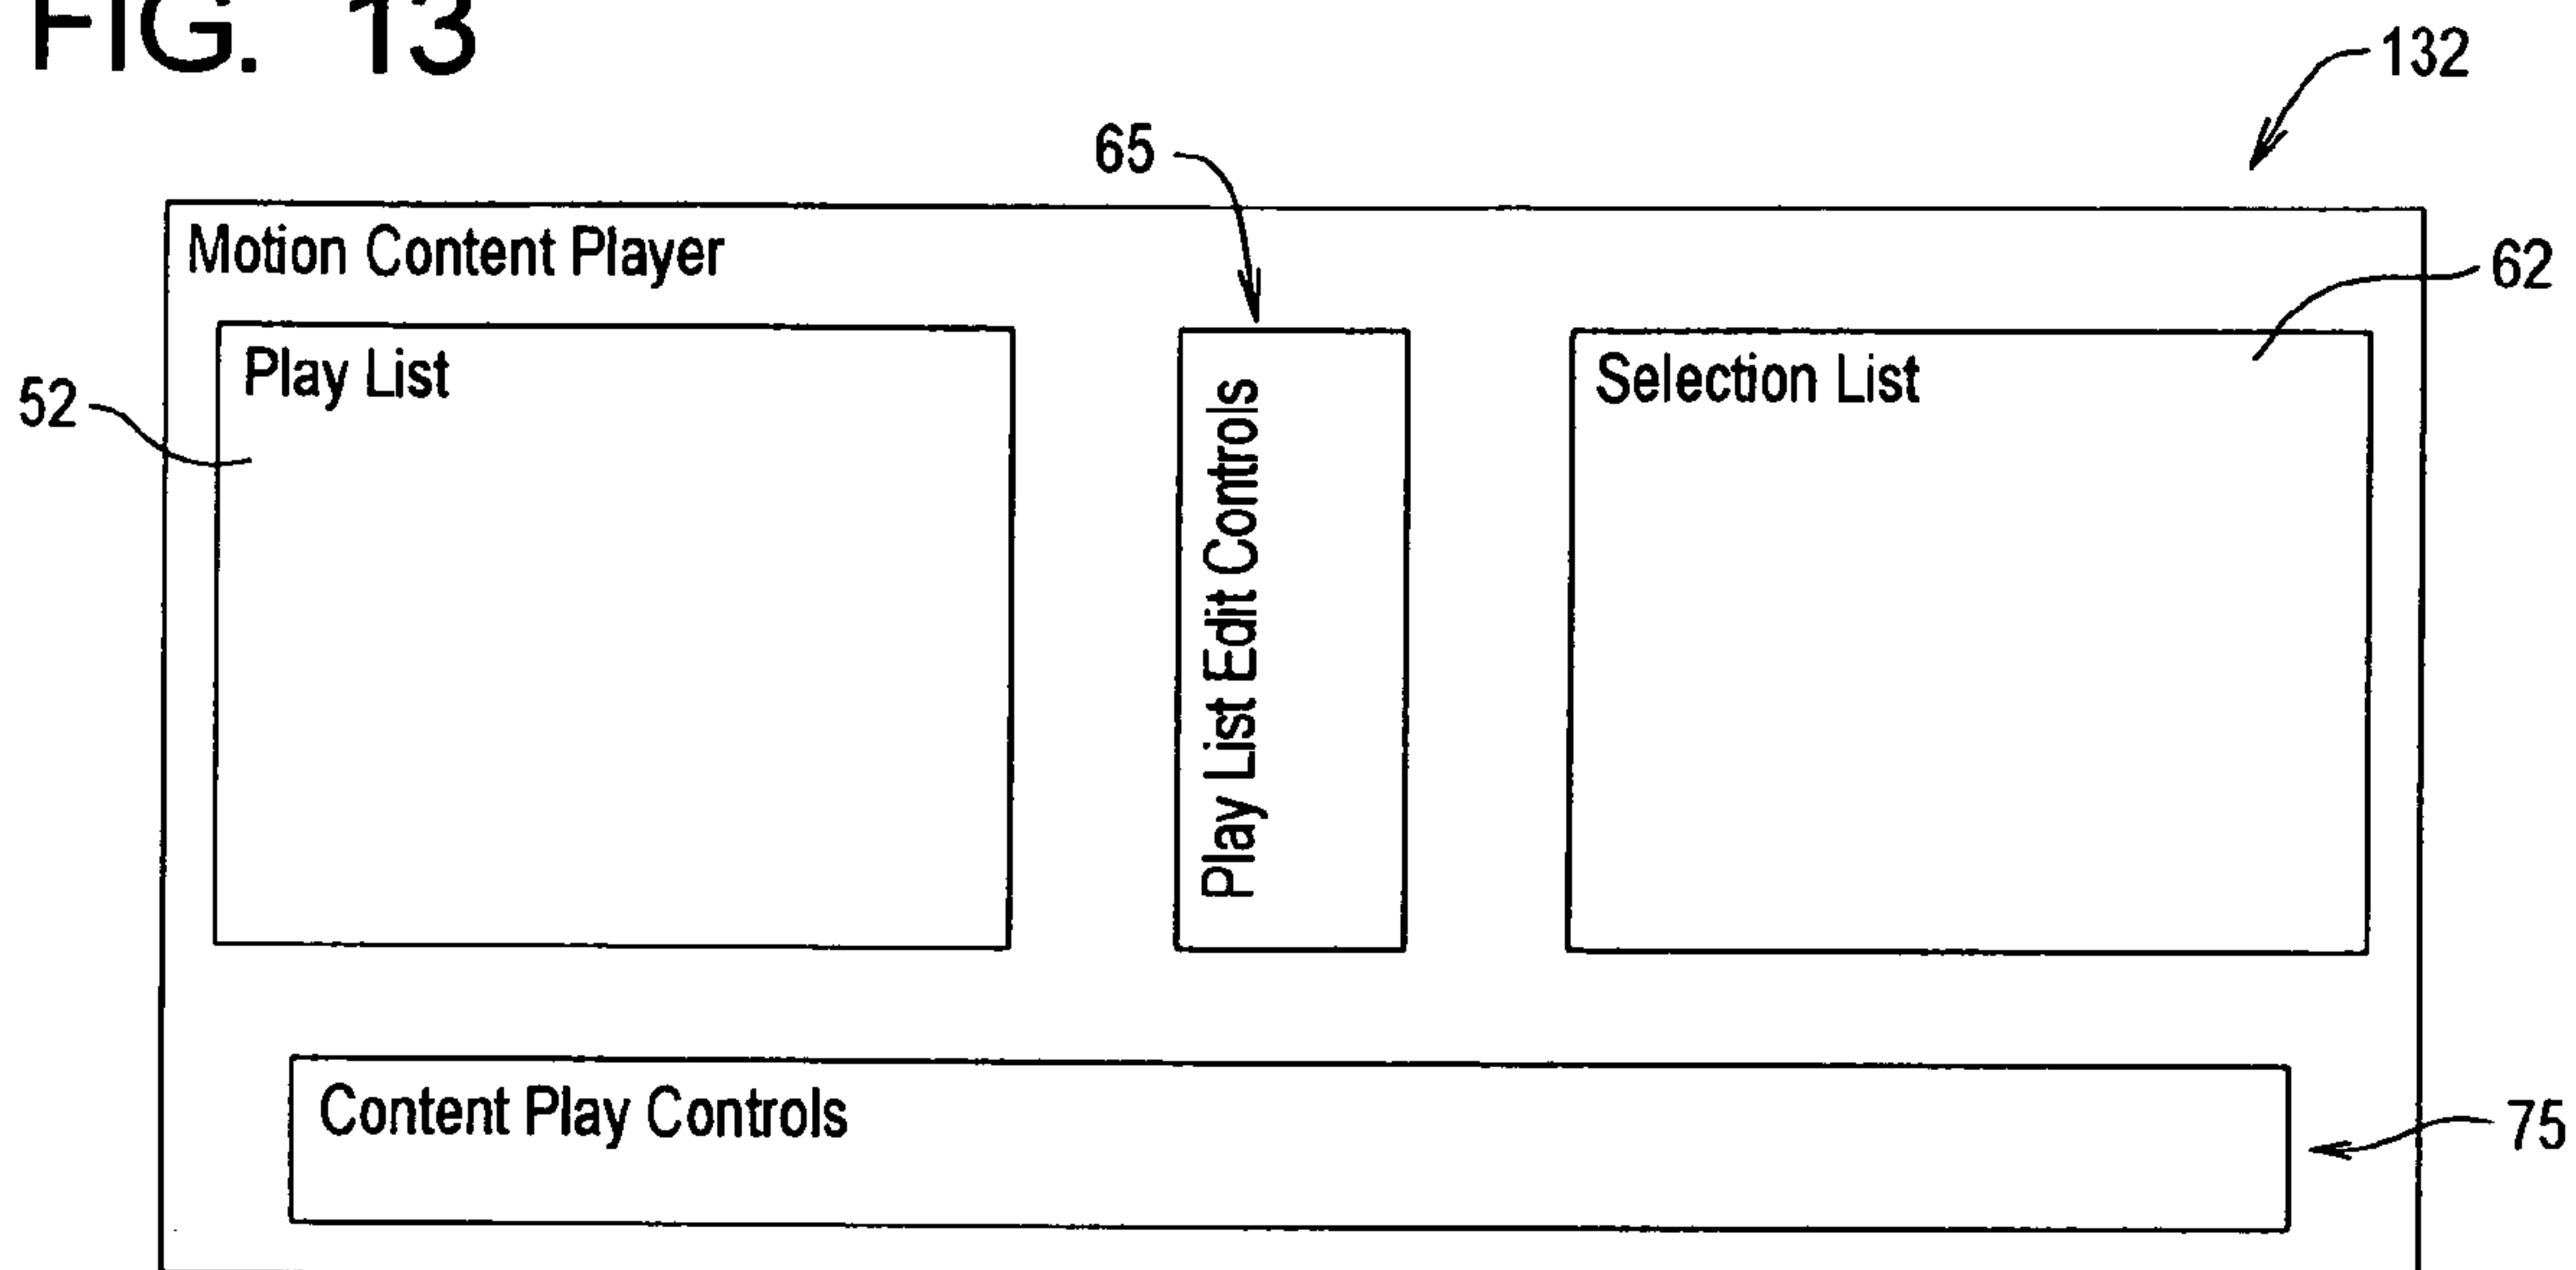 FIG. 13
132
65
Motion Content Player
62
Play List
Selection List
52
Play List Edit Controls
Content Play Controls
75